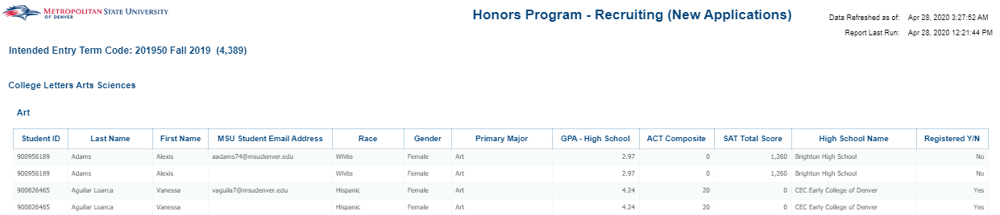 METROPOLITAN STATE UNIVERSITY
OF DENVER
Honors Program - Recruiting (New Applications)
Data Refreshed as of: Apr 28, 2020 3:27:52 AM
Report Last Run: Apr 28, 2020 12:21:44 PM
Intended Entry Term Code: 201950 Fall 2019 (4,389)
College Letters Arts Sciences
Art
Student ID Last Name First Name MSU Student Email Address Race Gender Primary Major GPA - High School ACT Composite SAT Total Score High School Name Registered Y/N
900956189 Adams Alexis aadams74@msudenver.edu White Female Art 2.97 0 1,260 Brighton High School No
900956189 Adams Alexis White Female Art 2.97 0 1,260 Brighton High School No
900826465 Aguilar Loarca Vanessa vaguila7@msudenver.edu Hispanic Female Art 4.24 20 0 CEC Early College of Denver Yes
900826465 Aguilar Loarca Vanessa Hispanic Female Art 4.24 20 0 CEC Early College of Denver Yes